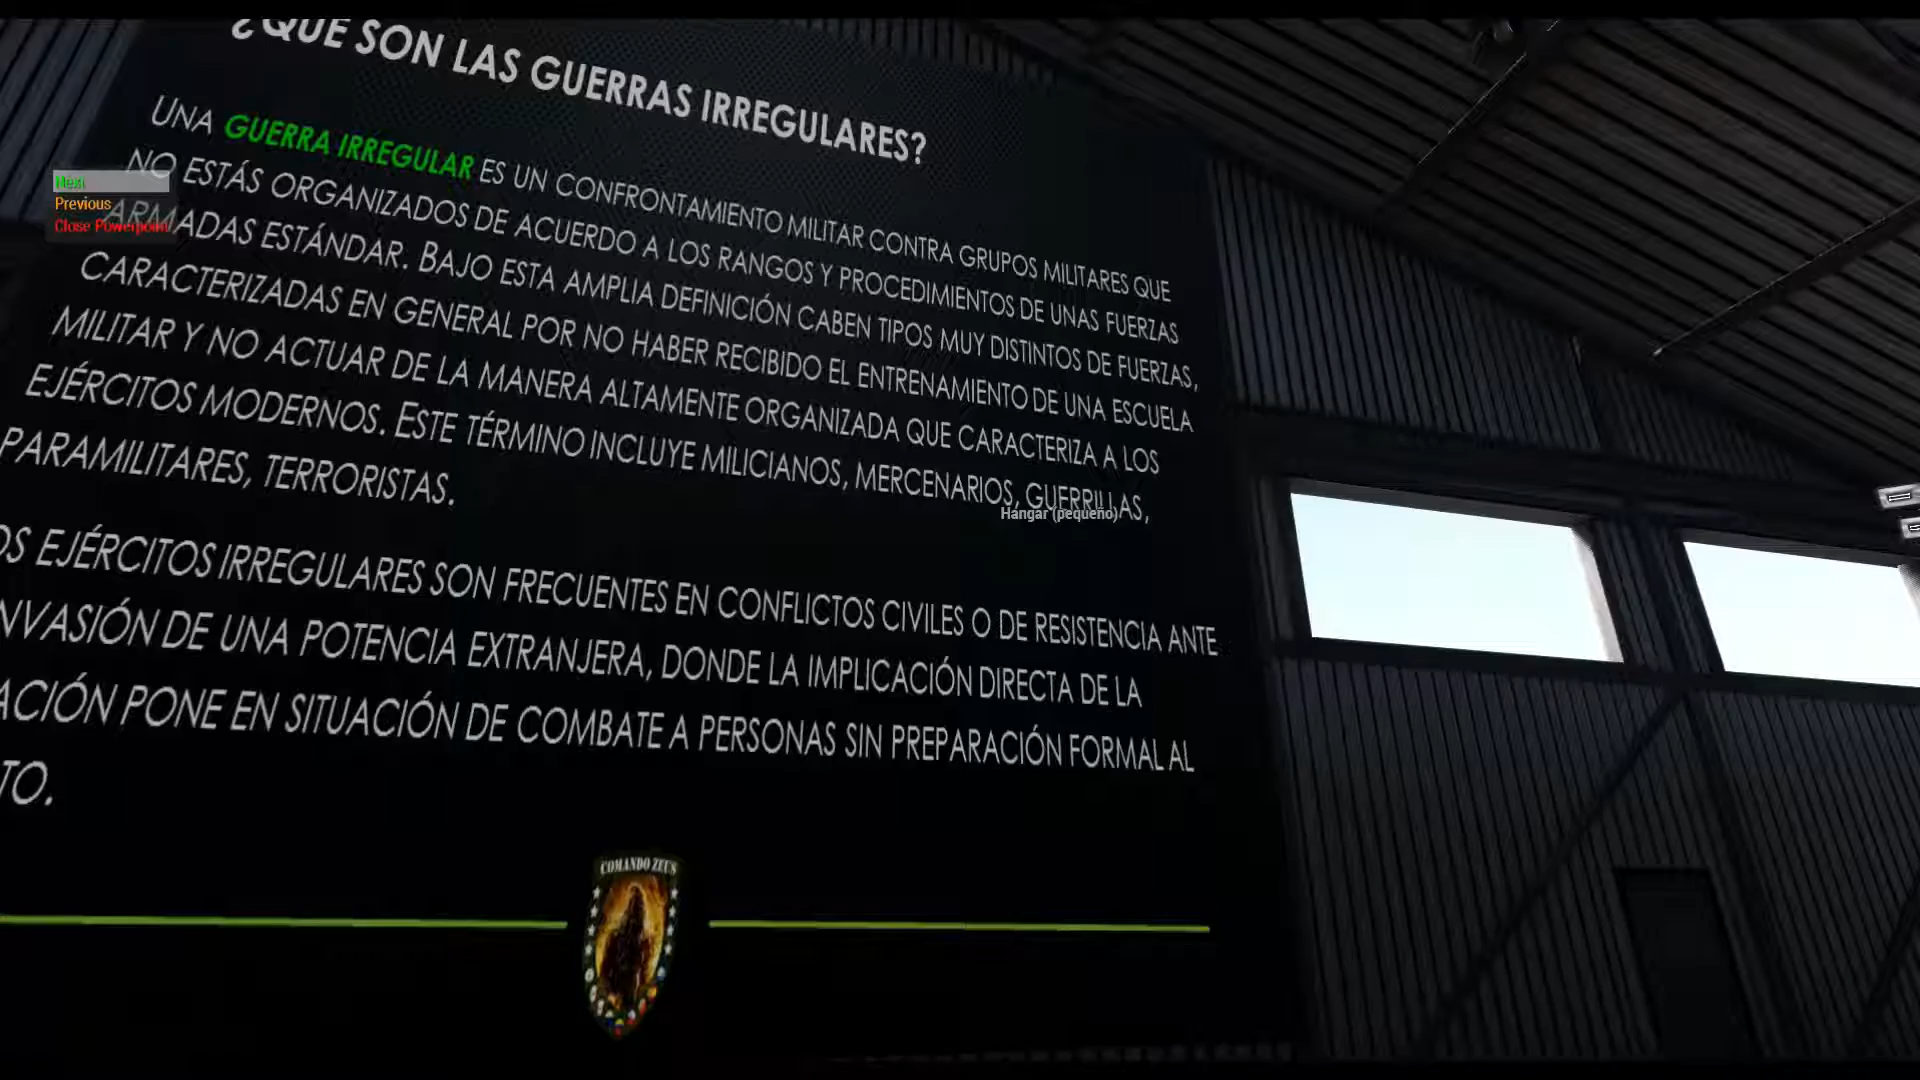 ¿QUÉ SON LAS GUERRAS IRREGULARES?
UNA GUERRA IRREGULAR ES UN CONFRONTAMIENTO MILITAR CONTRA GRUPOS MILITARES QUE
NO ESTÁS ORGANIZADOS DE ACUERDO A LOS RANGOS Y PROCEDIMIENTOS DE UNAS FUERZAS
ARMADAS ESTÁNDAR. BAJO ESTA AMPLIA DEFINICIÓN CABEN TIPOS MUY DISTINTOS DE FUERZAS,
CARACTERIZADAS EN GENERAL POR NO HABER RECIBIDO EL ENTRENAMIENTO DE UNA ESCUELA
MILITAR Y NO ACTUAR DE LA MANERA ALTAMENTE ORGANIZADA QUE CARACTERIZA A LOS
EJÉRCITOS MODERNOS. ESTE TÉRMINO INCLUYE MILICIANOS, MERCENARIOS, GUERRILLAS,
PARAMILITARES, TERRORISTAS.
OS EJÉRCITOS IRREGULARES SON FRECUENTES EN CONFLICTOS CIVILES O DE RESISTENCIA ANTE
NVASIÓN DE UNA POTENCIA EXTRANJERA, DONDE LA IMPLICACIÓN DIRECTA DE LA
ACIÓN PONE EN SITUACIÓN DE COMBATE A PERSONAS SIN PREPARACIÓN FORMAL AL
TO.
Next
Previous
Close Powerpoint
Hangar (pequeño)
COMANDO ZEUS